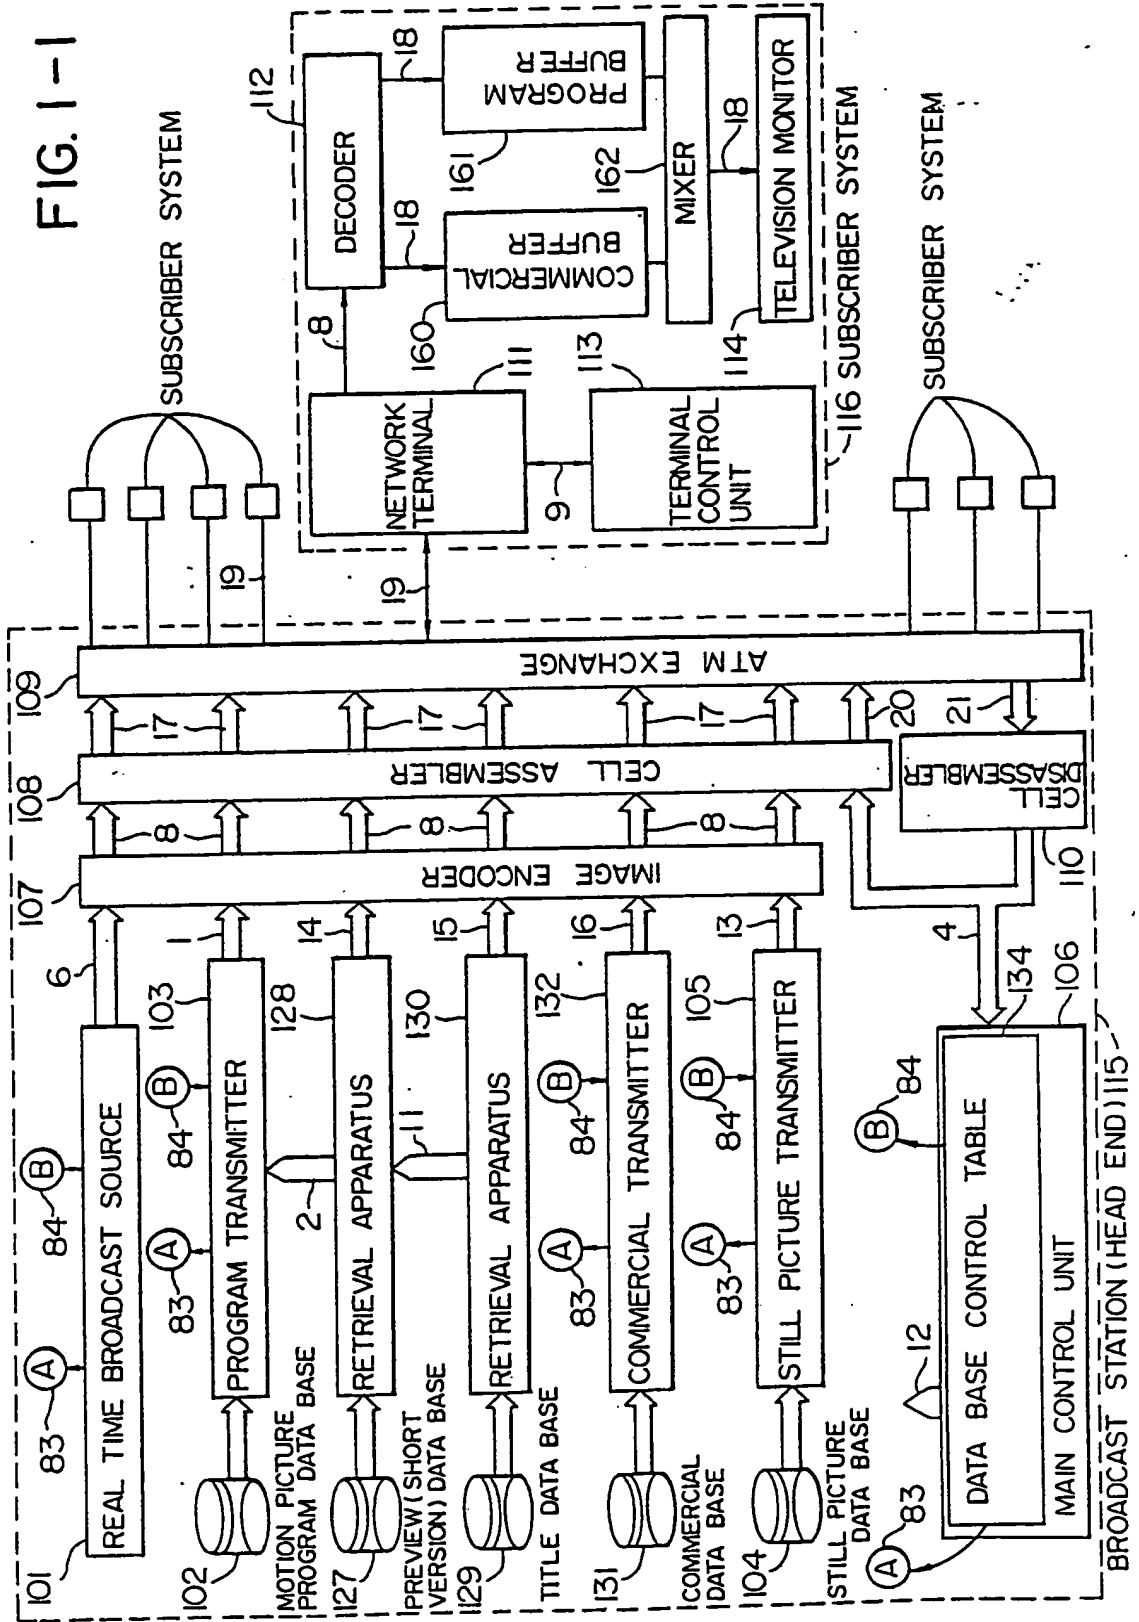 FIG. 1-1
101
REAL TIME BROADCAST SOURCE
83
A
84
B
6
102
MOTION PICTURE
PROGRAM DATA BASE
83
A
84
B
103
PROGRAM TRANSMITTER
1
2
127
PREVIEW (SHORT
VERSION) DATA BASE
128
RETRIEVAL APPARATUS
14
11
129
TITLE DATA BASE
130
RETRIEVAL APPARATUS
15
131
COMMERCIAL
DATA BASE
83
A
84
B
132
COMMERCIAL TRANSMITTER
16
104
STILL PICTURE
DATA BASE
83
A
84
B
105
STILL PICTURE TRANSMITTER
13
83
A
12
84
B
DATA BASE CONTROL TABLE
MAIN CONTROL UNIT
134
106
4
BROADCAST STATION (HEAD END) 115
107
IMAGE ENCODER
8
8
8
108
CELL ASSEMBLER
17
17
17
20
21
CELL
DISASSEMBLER
110
109
ATM EXCHANGE
19
SUBSCRIBER SYSTEM
19
NETWORK
TERMINAL
111
9
TERMINAL
CONTROL
UNIT
113
8
DECODER
112
18
18
COMMERCIAL
BUFFER
160
PROGRAM
BUFFER
161
MIXER
162
18
TELEVISION MONITOR
114
116 SUBSCRIBER SYSTEM
SUBSCRIBER SYSTEM